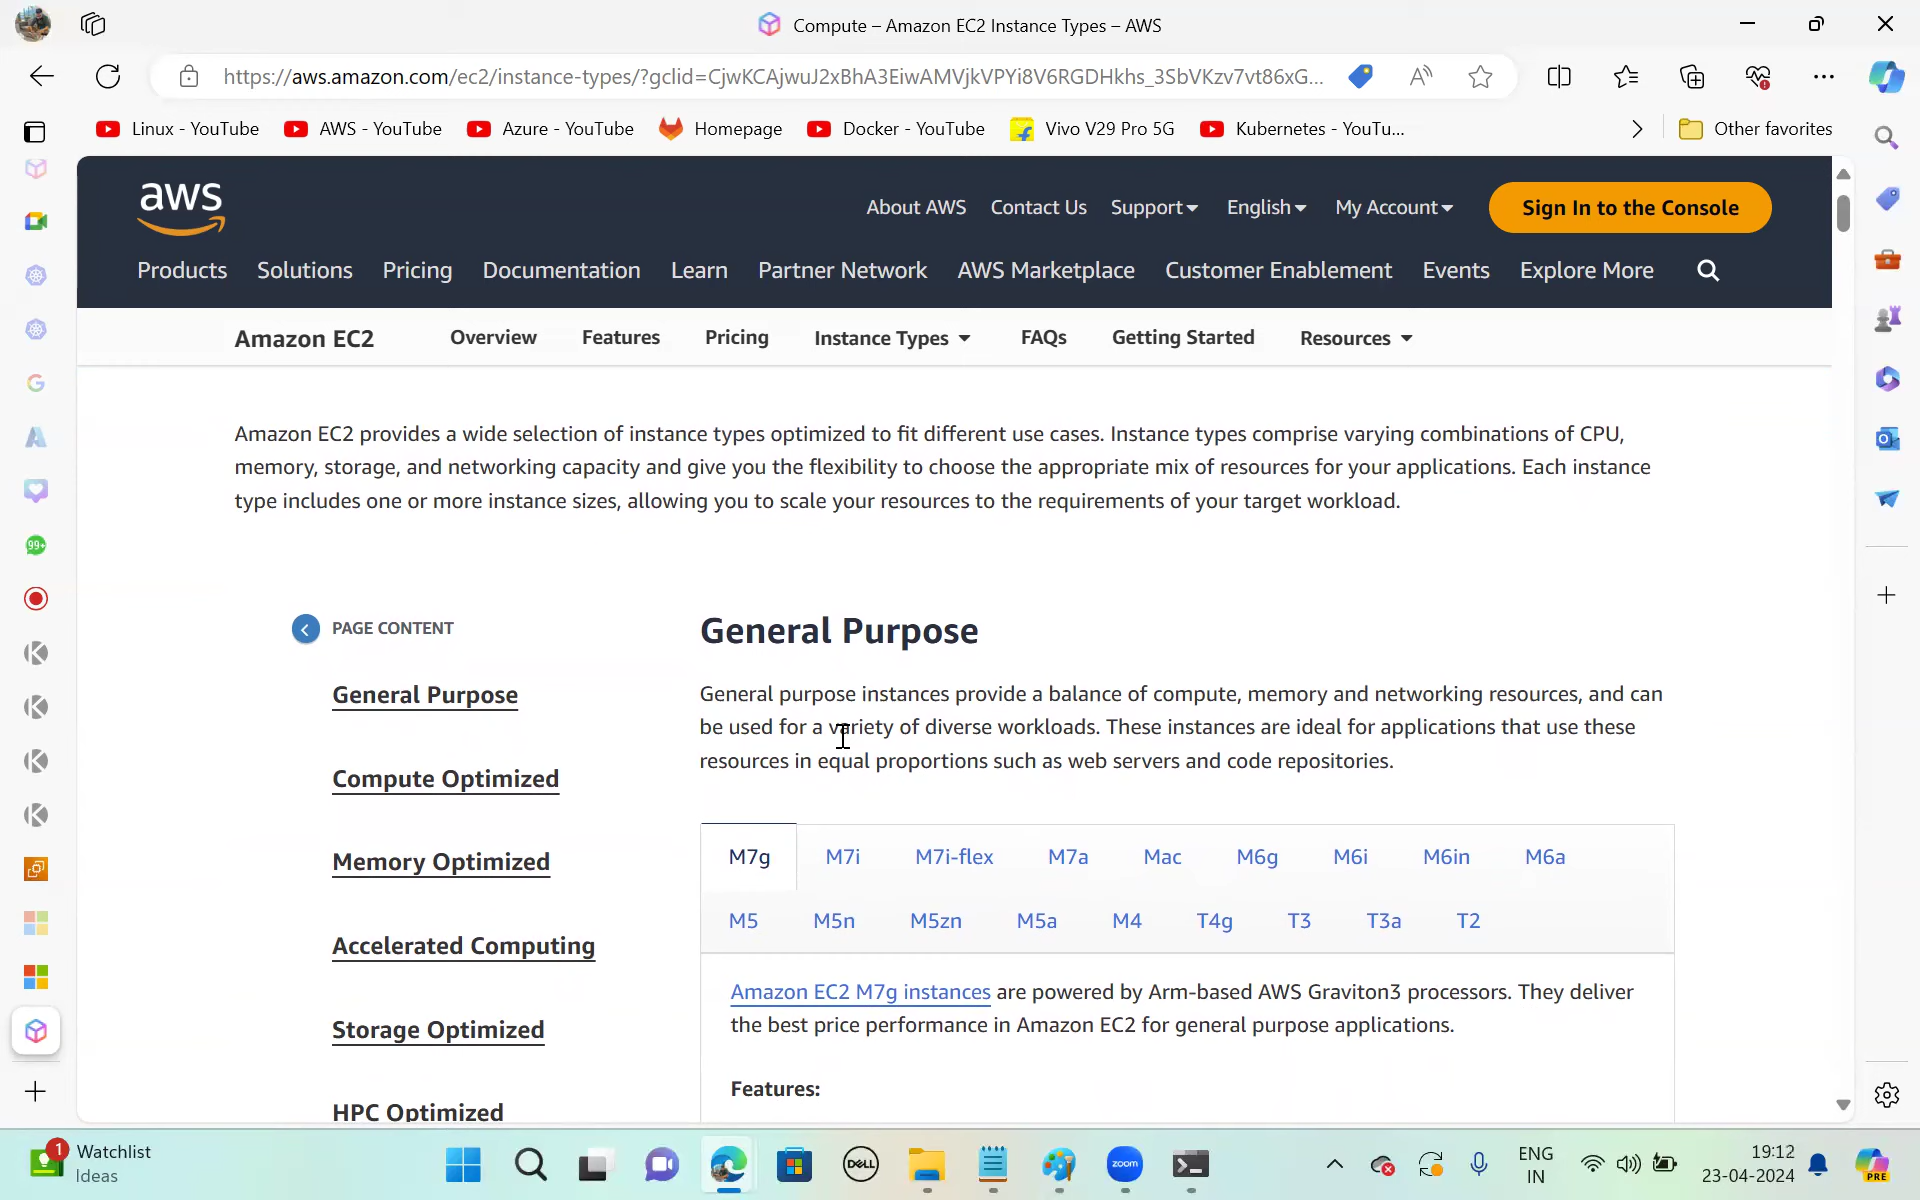 Compute – Amazon EC2 Instance Types – AWS
https://aws.amazon.com/ec2/instance-types/?gclid=CjwKCAjwuJ2xBhA3EiwAMVjkVPYi8V6RGDHkhs_3SbVKzv7vt86xG...
Linux - YouTube
AWS - YouTube
Azure - YouTube
Homepage
Docker - YouTube
Vivo V29 Pro 5G
Kubernetes - YouTu...
Other favorites
aws
About AWS
Contact Us
Support
English
My Account
Sign In to the Console
Products
Solutions
Pricing
Documentation
Learn
Partner Network
AWS Marketplace
Customer Enablement
Events
Explore More
Amazon EC2
Overview
Features
Pricing
Instance Types
FAQs
Getting Started
Resources
Amazon EC2 provides a wide selection of instance types optimized to fit different use cases. Instance types comprise varying combinations of CPU,
memory, storage, and networking capacity and give you the flexibility to choose the appropriate mix of resources for your applications. Each instance
type includes one or more instance sizes, allowing you to scale your resources to the requirements of your target workload.
PAGE CONTENT
General Purpose
Compute Optimized
Memory Optimized
Accelerated Computing
Storage Optimized
HPC Optimized
General Purpose
General purpose instances provide a balance of compute, memory and networking resources, and can
be used for a variety of diverse workloads. These instances are ideal for applications that use these
resources in equal proportions such as web servers and code repositories.
M7g
M7i
M7i-flex
M7a
Mac
M6g
M6i
M6in
M6a
M5
M5n
M5zn
M5a
M4
T4g
T3
T3a
T2
Amazon EC2 M7g instances are powered by Arm-based AWS Graviton3 processors. They deliver
the best price performance in Amazon EC2 for general purpose applications.
Features:
99+
1
Watchlist
Ideas
DELL
zoom
ENG
IN
19:12
23-04-2024
PRE